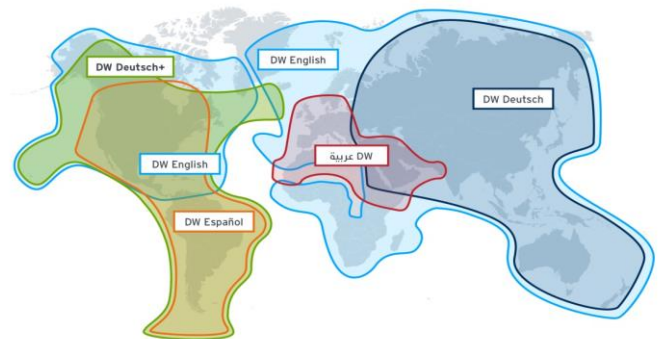 DW English
DW Deutsch+
DW Deutsch
DW عربية
DW English
DW Español